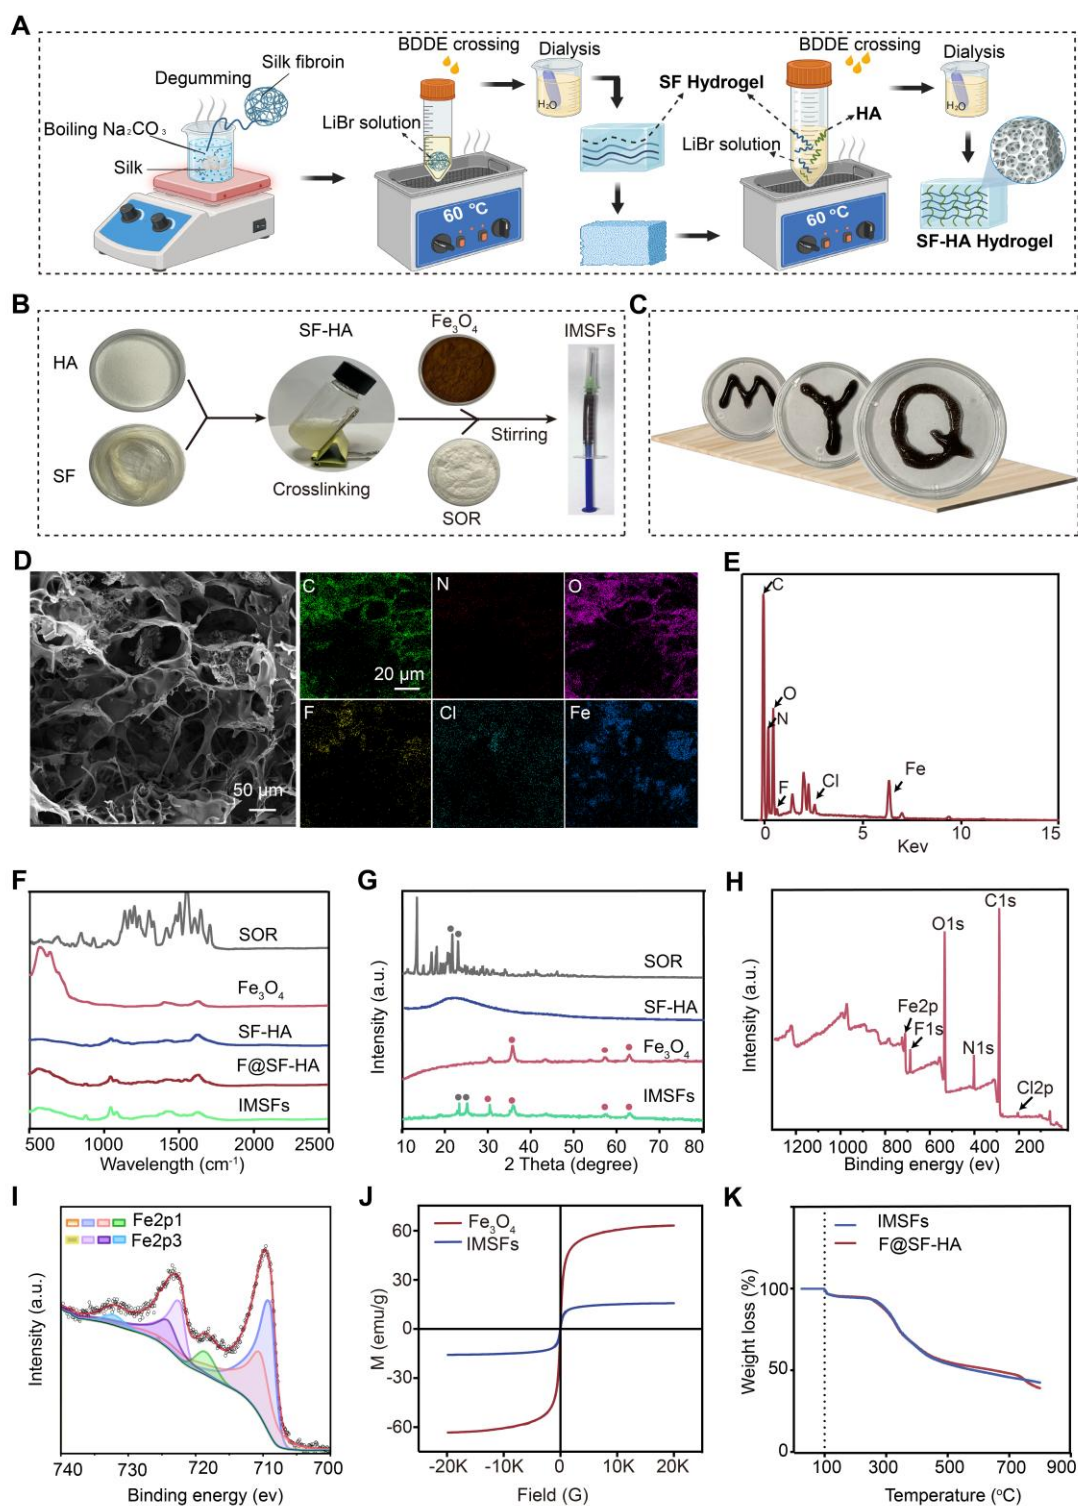 A
Degumming
Silk fibroin
Boiling Na₂CO₃
Silk
BDDE crossing
Dialysis
H₂O
LiBr solution
60 °C
SF Hydrogel
BDDE crossing
Dialysis
H₂O
HA
LiBr solution
60 °C
SF-HA Hydrogel
B
HA
SF
SF-HA
Crosslinking
Fe₃O₄
SOR
Stirring
IMSFs
C
M Y Q
D
50 μm
C
20 μm
N
O
F
Cl
Fe
E
C
O
N
F
Cl
Fe
0 5 10 15
Kev
F
SOR
Fe₃O₄
SF-HA
F@SF-HA
IMSFs
500 1000 1500 2000 2500
Wavelength (cm⁻¹)
G
Intensity (a.u.)
SOR
SF-HA
Fe₃O₄
IMSFs
10 20 30 40 50 60 70 80
2 Theta (degree)
H
Intensity (a.u.)
C1s
O1s
Fe2p
F1s
N1s
Cl2p
1200 1000 800 600 400 200
Binding energy (ev)
I
Intensity (a.u.)
Fe2p1
Fe2p3
740 730 720 710 700
Binding energy (ev)
J
M (emu/g)
Fe₃O₄
IMSFs
60
30
0
-30
-60
-20K -10K 0 10K 20K
Field (G)
K
Weight loss (%)
IMSFs
F@SF-HA
100
50
0
100 300 500 700 900
Temperature (°C)